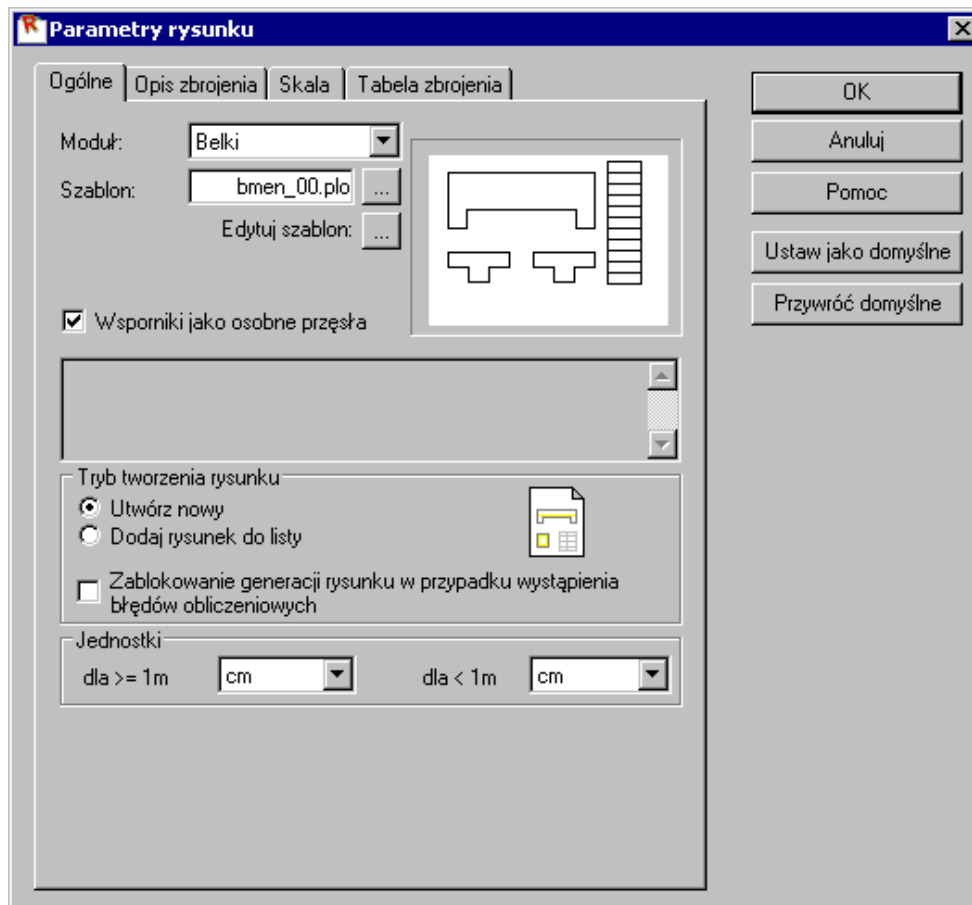 Parametry rysunku
Ogólne Opis zbrojenia Skala Tabela zbrojenia
OK
Moduł: Belki
Anuluj
Szablon: bmen_00.plo ...
Pomoc
Edytuj szablon: ...
Ustaw jako domyślne
Przywróć domyślne
Wsporniki jako osobne przęsła
Tryb tworzenia rysunku
Utwórz nowy
Dodaj rysunek do listy
Zablokowanie generacji rysunku w przypadku wystąpienia
błędów obliczeniowych
Jednostki
dla >= 1m cm dla < 1m cm